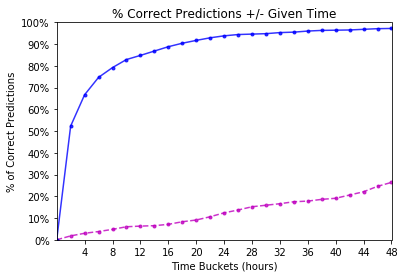 % Correct Predictions +/- Given Time
100%
90%
80%
70%
60%
50%
40%
30%
20%
10%
0%
% of Correct Predictions
4 8 12 16 20 24 28 32 36 40 44 48
Time Buckets (hours)